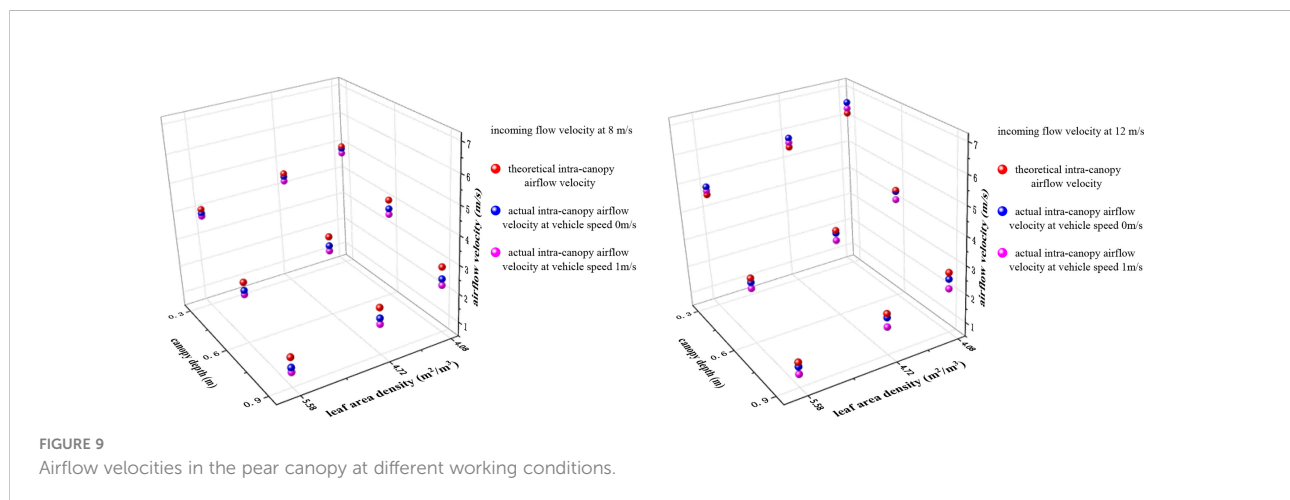 incoming flow velocity at 8 m/s
theoretical intra-canopy
airflow velocity
actual intra-canopy airflow
velocity at vehicle speed 0m/s
actual intra-canopy airflow
velocity at vehicle speed 1m/s
7
6
5
4
3
2
1
airflow velocity (m/s)
0.3
0.6
0.9
canopy depth (m)
5.58
4.72
4.08
leaf area density (m²/m³)
incoming flow velocity at 12 m/s
theoretical intra-canopy
airflow velocity
actual intra-canopy airflow
velocity at vehicle speed 0m/s
actual intra-canopy airflow
velocity at vehicle speed 1m/s
7
6
5
4
3
2
1
airflow velocity (m/s)
0.3
0.6
0.9
canopy depth (m)
5.58
4.72
4.08
leaf area density (m²/m³)
FIGURE 9
Airflow velocities in the pear canopy at different working conditions.